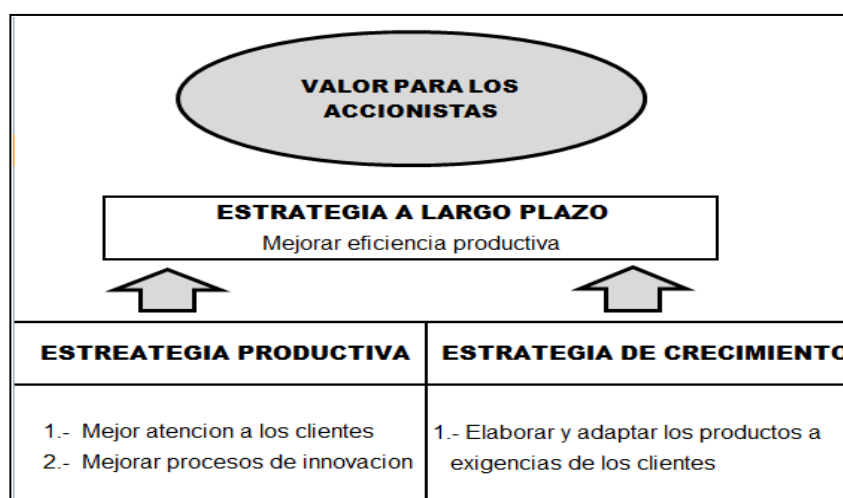 VALOR PARA LOS
ACCIONISTAS
ESTRATEGIA A LARGO PLAZO
Mejorar eficiencia productiva
ESTREATEGIA PRODUCTIVA
ESTRATEGIA DE CRECIMIENTO
1.- Mejor atencion a los clientes
2.- Mejorar procesos de innovacion
1.- Elaborar y adaptar los productos a
exigencias de los clientes